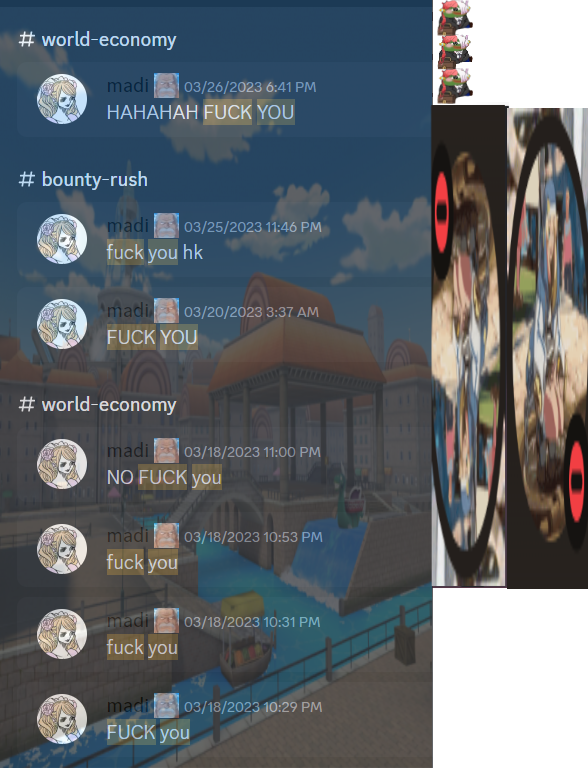 # world-economy
madi 03/26/2023 6:41 PM
HAHAHAH FUCK YOU
# bounty-rush
madi 03/25/2023 11:46 PM
fuck you hk
madi 03/20/2023 3:37 AM
FUCK YOU
# world-economy
madi 03/18/2023 11:00 PM
NO FUCK you
madi 03/18/2023 10:53 PM
fuck you
madi 03/18/2023 10:31 PM
fuck you
madi 03/18/2023 10:29 PM
FUCK you